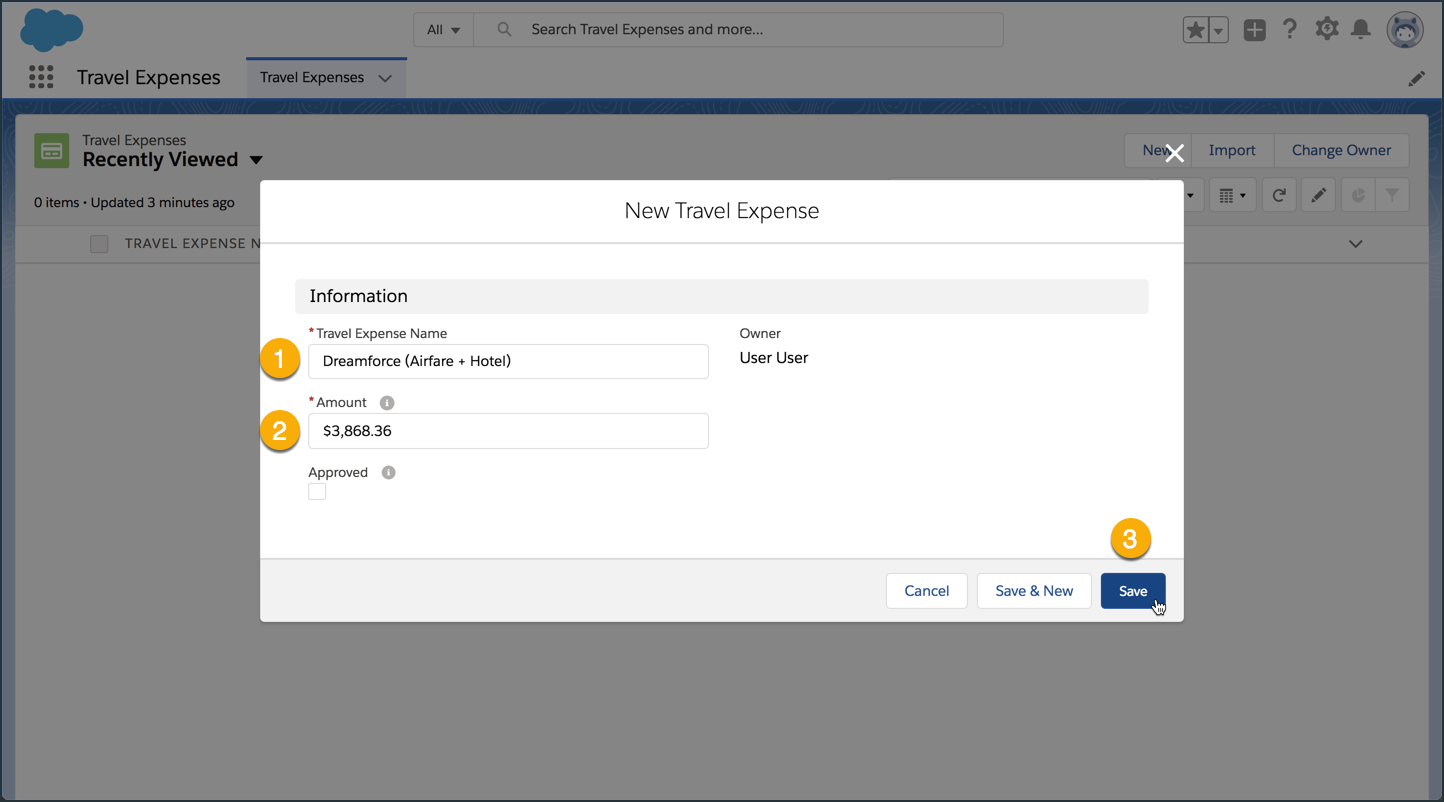 All
Search Travel Expenses and more...
Travel Expenses
Travel Expenses
Travel Expenses
Recently Viewed
New
Import
Change Owner
0 items • Updated 3 minutes ago
TRAVEL EXPENSE N
New Travel Expense
Information
*Travel Expense Name
Owner
1
Dreamforce (Airfare + Hotel)
User User
*Amount
2
$3,868.36
Approved
3
Cancel
Save & New
Save